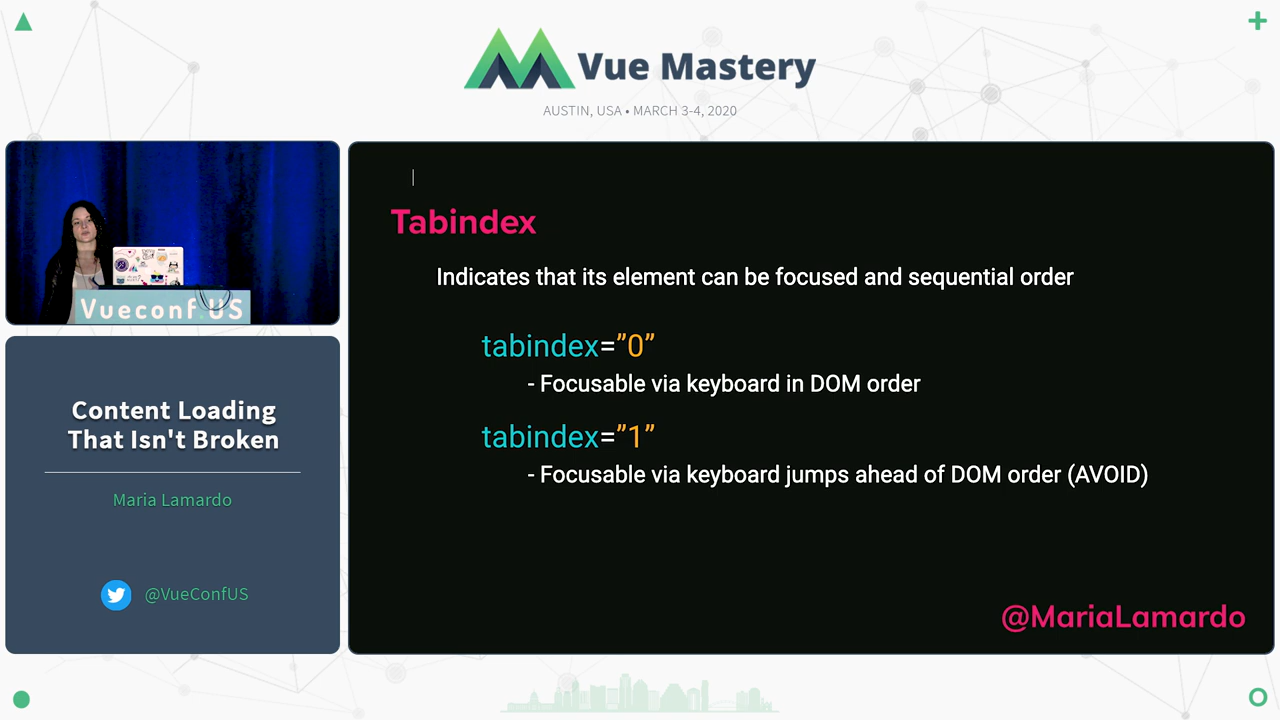 Vue Mastery
AUSTIN, USA • MARCH 3-4, 2020
Vueconf.US
Content Loading
That Isn't Broken
Maria Lamardo
@VueConfUS
Tabindex
Indicates that its element can be focused and sequential order
tabindex=”0”
- Focusable via keyboard in DOM order
tabindex=”1”
- Focusable via keyboard jumps ahead of DOM order (AVOID)
@MariaLamardo